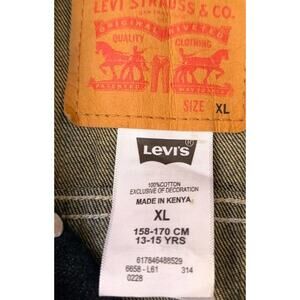 LEVI STRAUSS & CO.
ORIGINAL RIVETED
QUALITY CLOTHING
PATENTED
SIZE XL
LEVI'S
100%COTTON
EXCLUSIVE OF DECORATION
MADE IN KENYA
XL
158-170 CM
13-15 YRS
617846488529
6658 - L61 314
0228